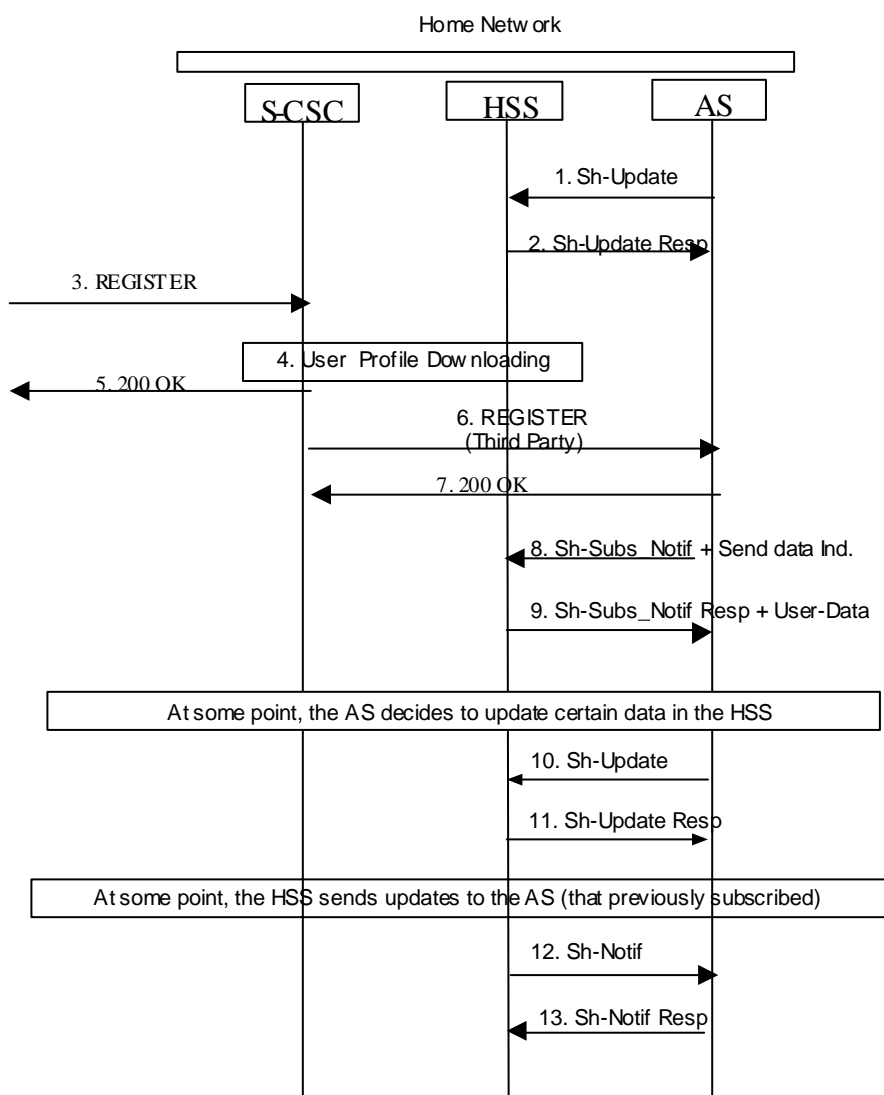 Home Network
S-CSC
HSS
AS
1. Sh-Update
2. Sh-Update Resp
3. REGISTER
4. User Profile Downloading
5. 200 OK
6. REGISTER
(Third Party)
7. 200 OK
8. Sh-Subs_Notif + Send data Ind.
9. Sh-Subs_Notif Resp + User-Data
At some point, the AS decides to update certain data in the HSS
10. Sh-Update
11. Sh-Update Resp
At some point, the HSS sends updates to the AS (that previously subscribed)
12. Sh-Notif
13. Sh-Notif Resp